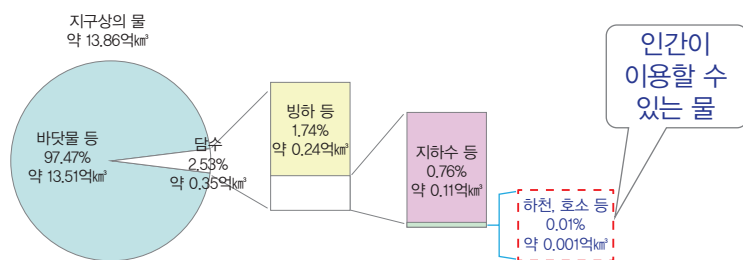 지구상의 물
약 13.86억㎦
바닷물 등
97.47%
약 13.51억㎦
담수
2.53%
약 0.35억㎦
빙하 등
1.74%
약 0.24억㎦
지하수 등
0.76%
약 0.11억㎦
하천, 호소 등
0.01%
약 0.001억㎦
인간이
이용할 수
있는 물